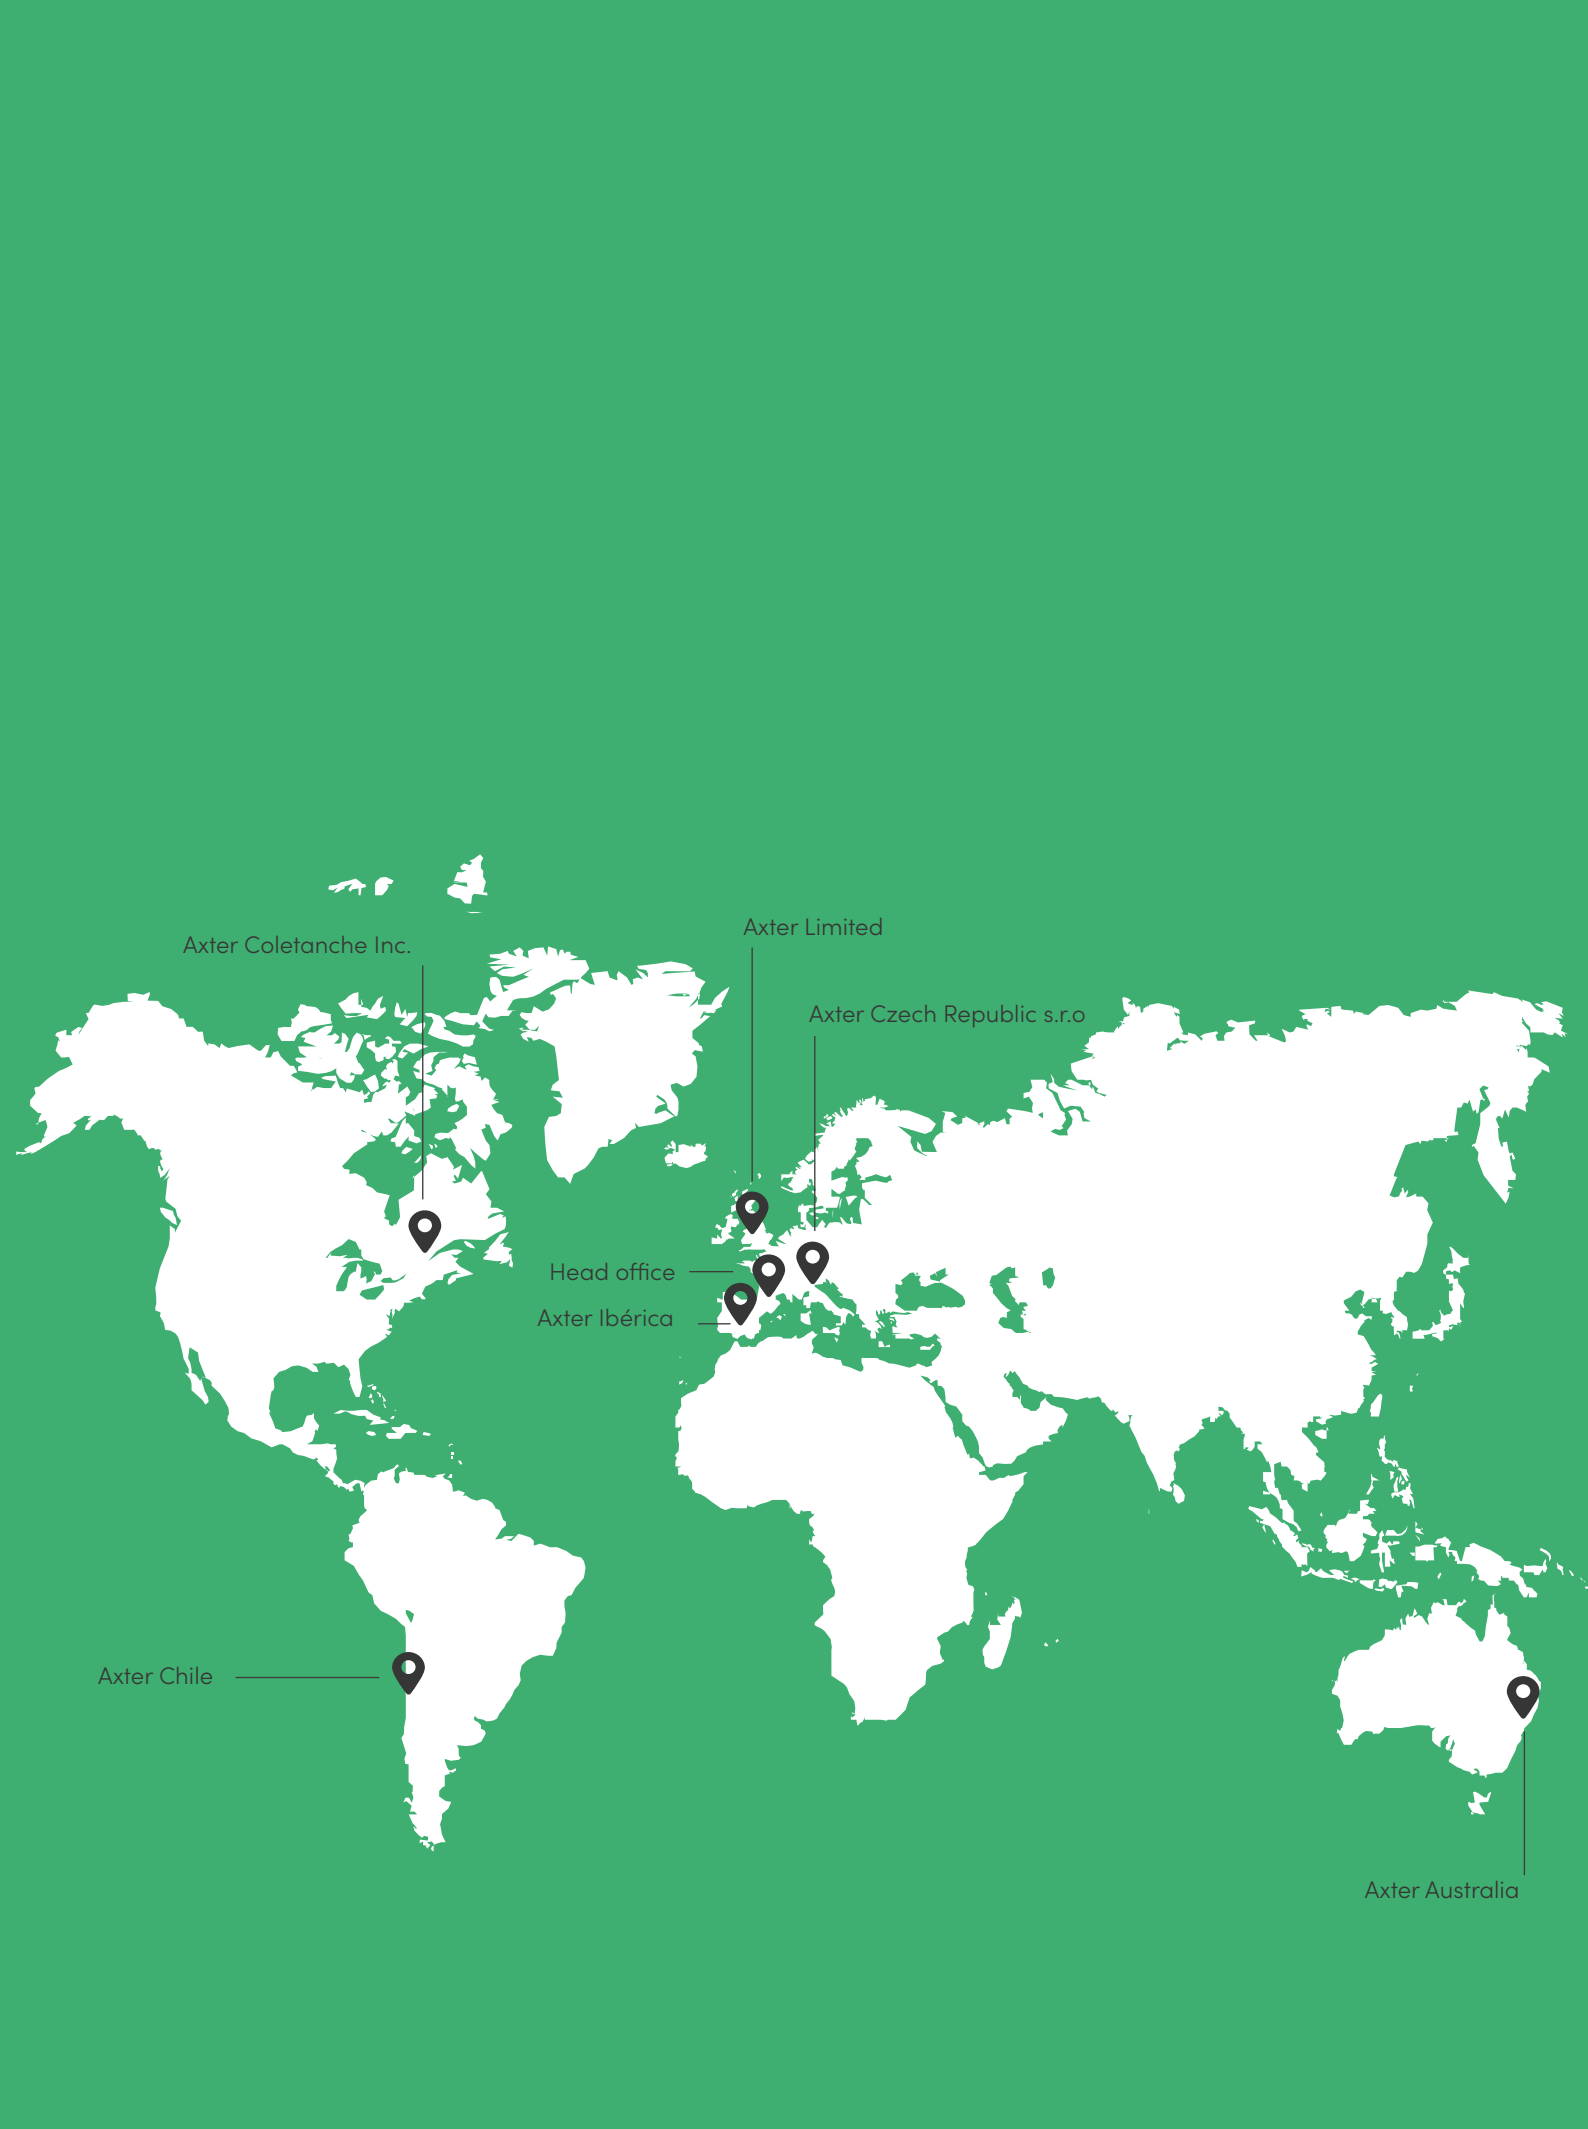 Axter Limited
Axter Coletanche Inc.
Axter Czech Republic s.r.o
Head office
Axter Ibérica
Axter Chile
Axter Australia